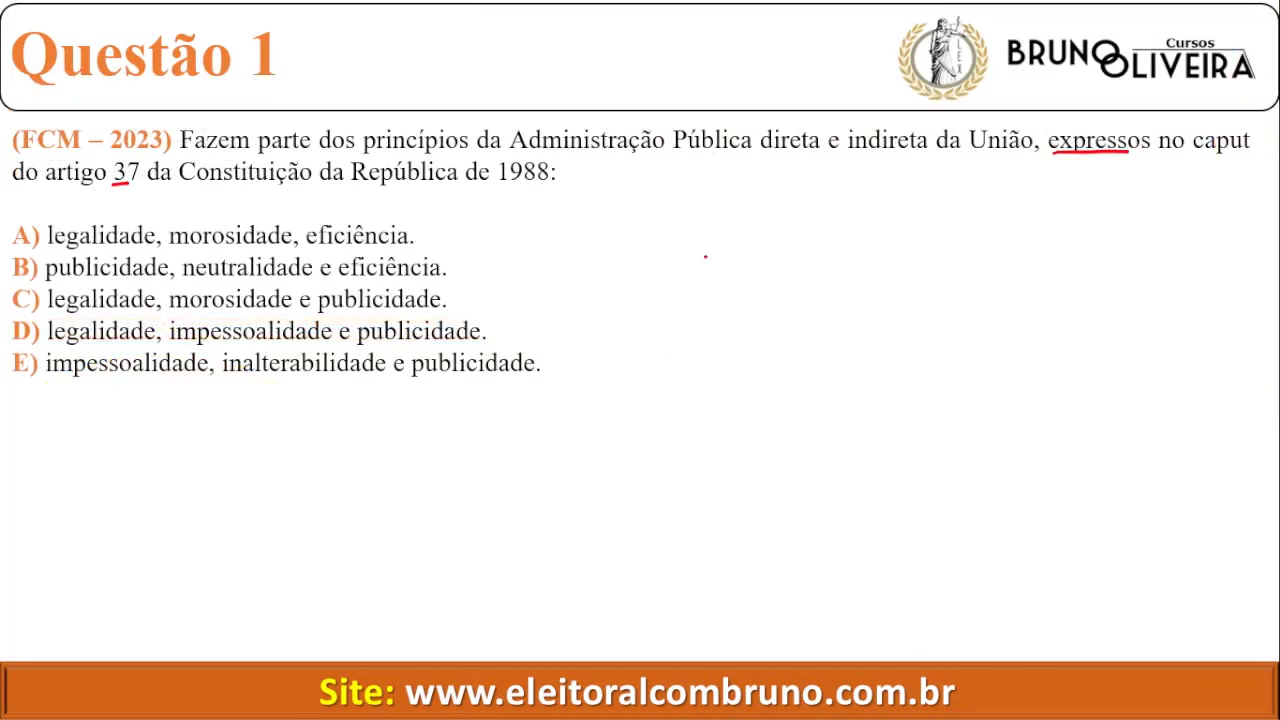 Questão 1
LEX
Cursos
BRUNO OLIVEIRA
(FCM – 2023) Fazem parte dos princípios da Administração Pública direta e indireta da União, expressos no caput
do artigo 37 da Constituição da República de 1988:
A) legalidade, morosidade, eficiência.
B) publicidade, neutralidade e eficiência.
C) legalidade, morosidade e publicidade.
D) legalidade, impessoalidade e publicidade.
E) impessoalidade, inalterabilidade e publicidade.
Site: www.eleitoralcombruno.com.br